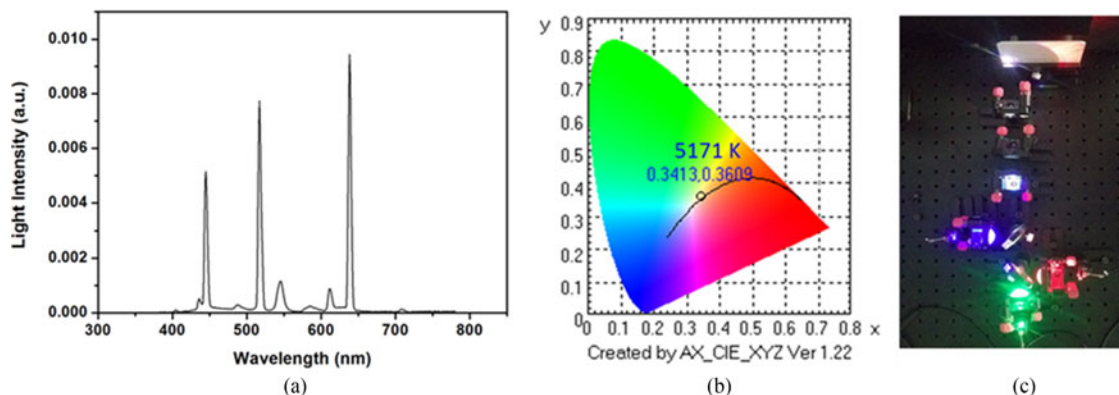 0.010
0.008
0.006
0.004
0.002
0.000
300 400 500 600 700 800
Light Intensity (a.u.)
Wavelength (nm)
(a)
y
0.9
0.8
0.7
0.6
0.5
0.4
0.3
0.2
0.1
0
0 0.1 0.2 0.3 0.4 0.5 0.6 0.7 0.8 x
5171 K
0.3413,0.3609
Created by AX_CIE_XYZ Ver 1.22
(b)
(c)